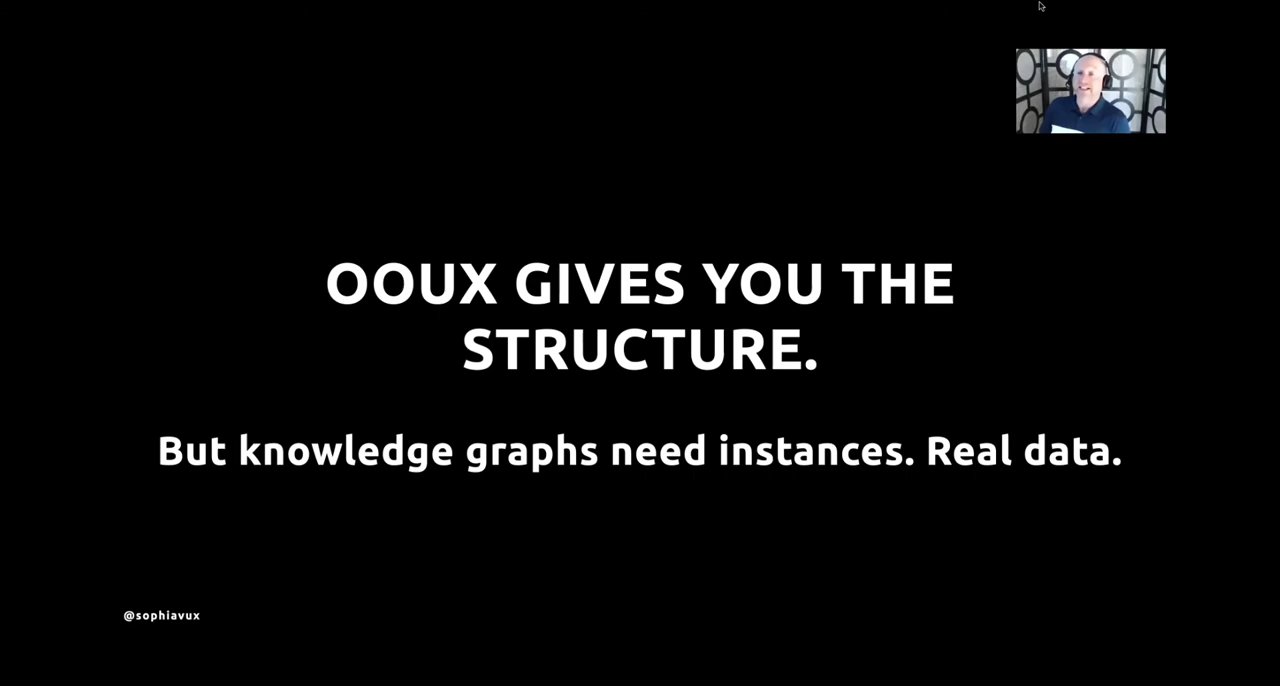 OOUX GIVES YOU THE
STRUCTURE.
But knowledge graphs need instances. Real data.
@sophiavux